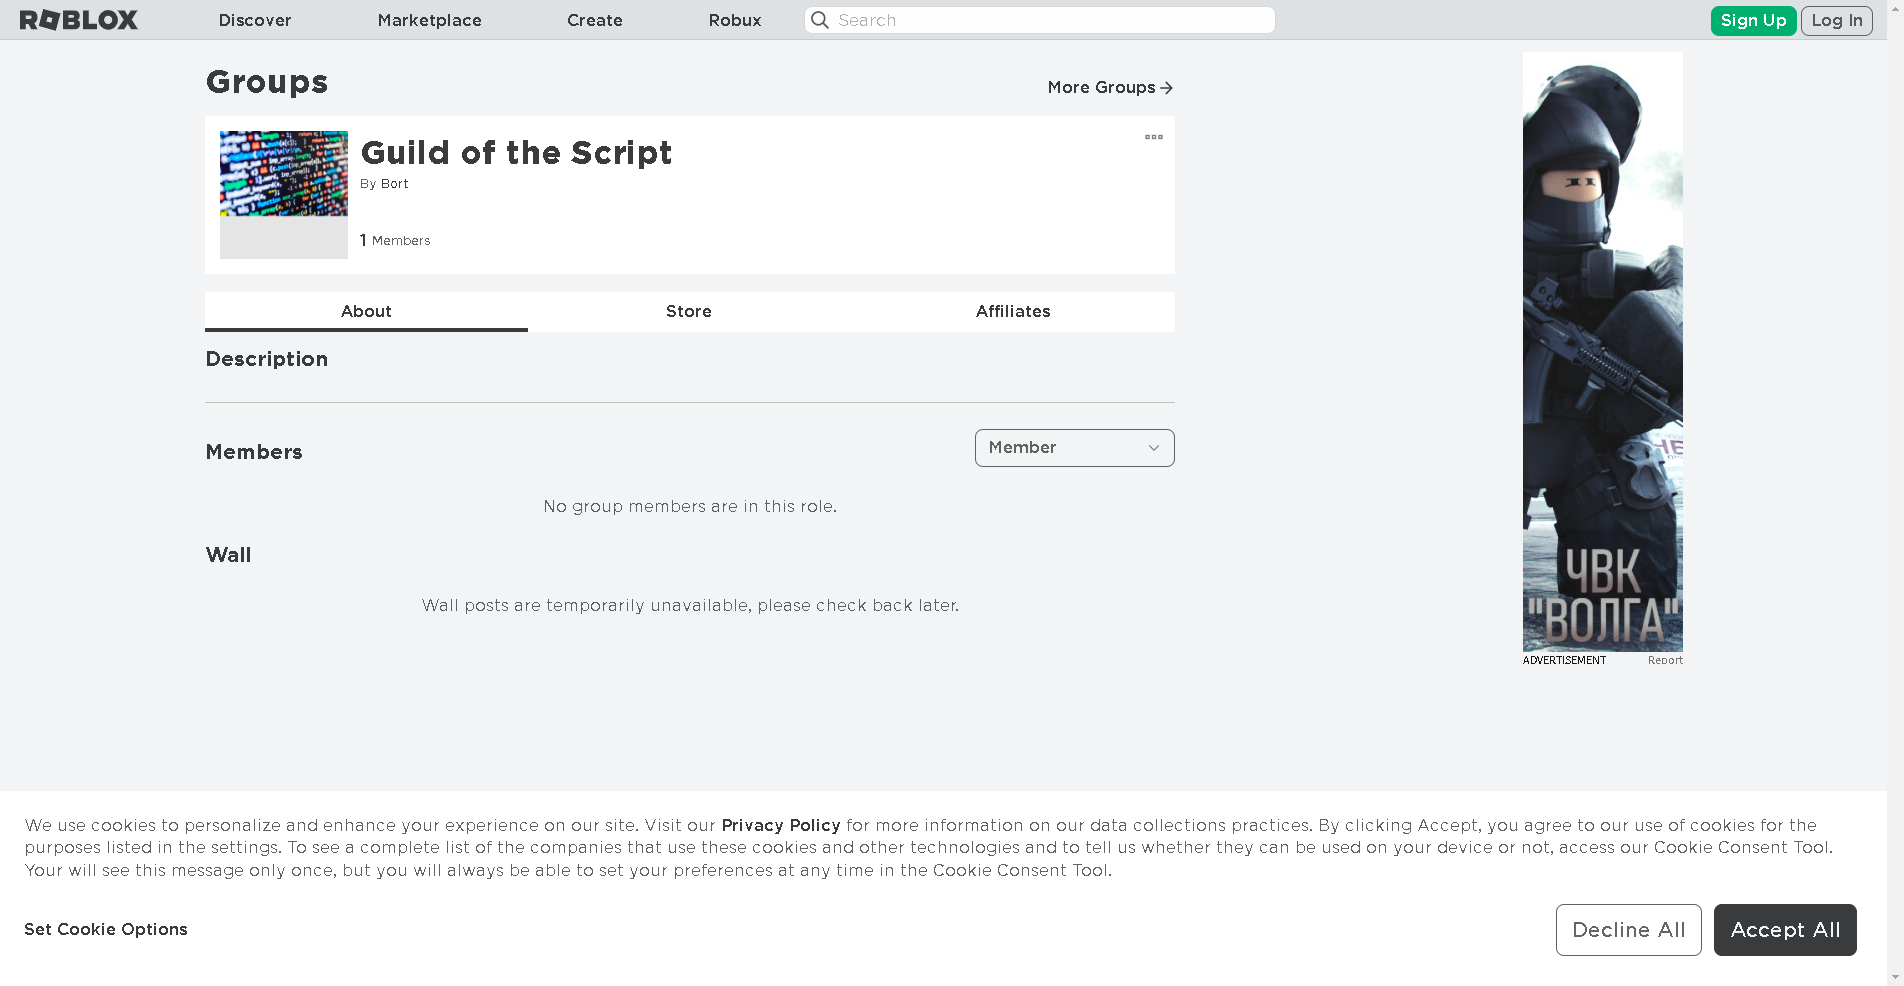 ROBLOX Discover Marketplace Create Robux Search Sign Up Log In
Groups
More Groups
Guild of the Script
By Bort
1 Members
About Store Affiliates
Description
Members
Member
No group members are in this role.
Wall
Wall posts are temporarily unavailable, please check back later.
ЧВК
"ВОЛГА"
ADVERTISEMENT Report
We use cookies to personalize and enhance your experience on our site. Visit our Privacy Policy for more information on our data collections practices. By clicking Accept, you agree to our use of cookies for the
purposes listed in the settings. To see a complete list of the companies that use these cookies and other technologies and to tell us whether they can be used on your device or not, access our Cookie Consent Tool.
Your will see this message only once, but you will always be able to set your preferences at any time in the Cookie Consent Tool.
Set Cookie Options
Decline All
Accept All